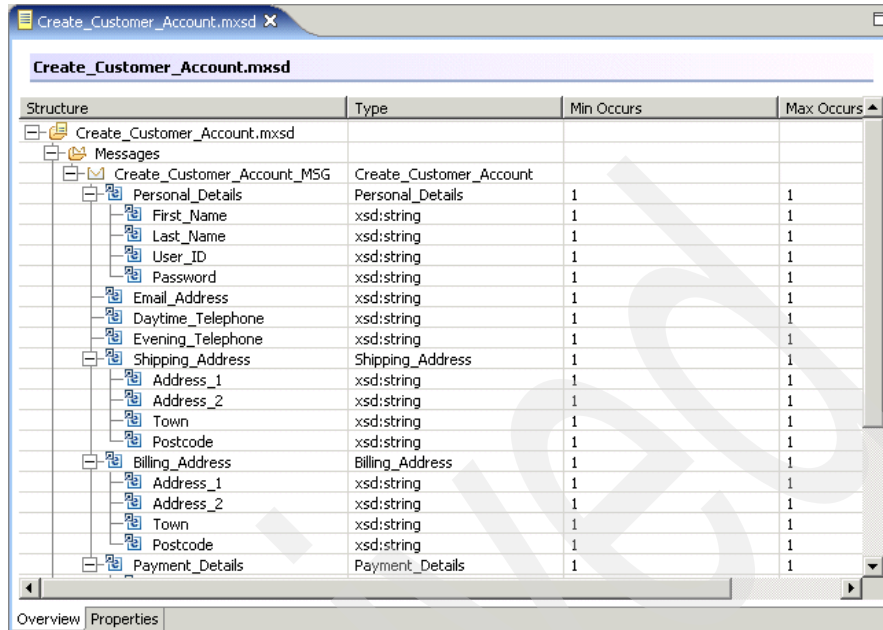 Create_Customer_Account.mxsd
Create_Customer_Account.mxsd
Structure Type Min Occurs Max Occurs
Create_Customer_Account.mxsd
Messages
Create_Customer_Account_MSG Create_Customer_Account
Personal_Details Personal_Details 1 1
First_Name xsd:string 1 1
Last_Name xsd:string 1 1
User_ID xsd:string 1 1
Password xsd:string 1 1
Email_Address xsd:string 1 1
Daytime_Telephone xsd:string 1 1
Evening_Telephone xsd:string 1 1
Shipping_Address Shipping_Address 1 1
Address_1 xsd:string 1 1
Address_2 xsd:string 1 1
Town xsd:string 1 1
Postcode xsd:string 1 1
Billing_Address Billing_Address 1 1
Address_1 xsd:string 1 1
Address_2 xsd:string 1 1
Town xsd:string 1 1
Postcode xsd:string 1 1
Payment_Details Payment_Details 1 1
Overview Properties